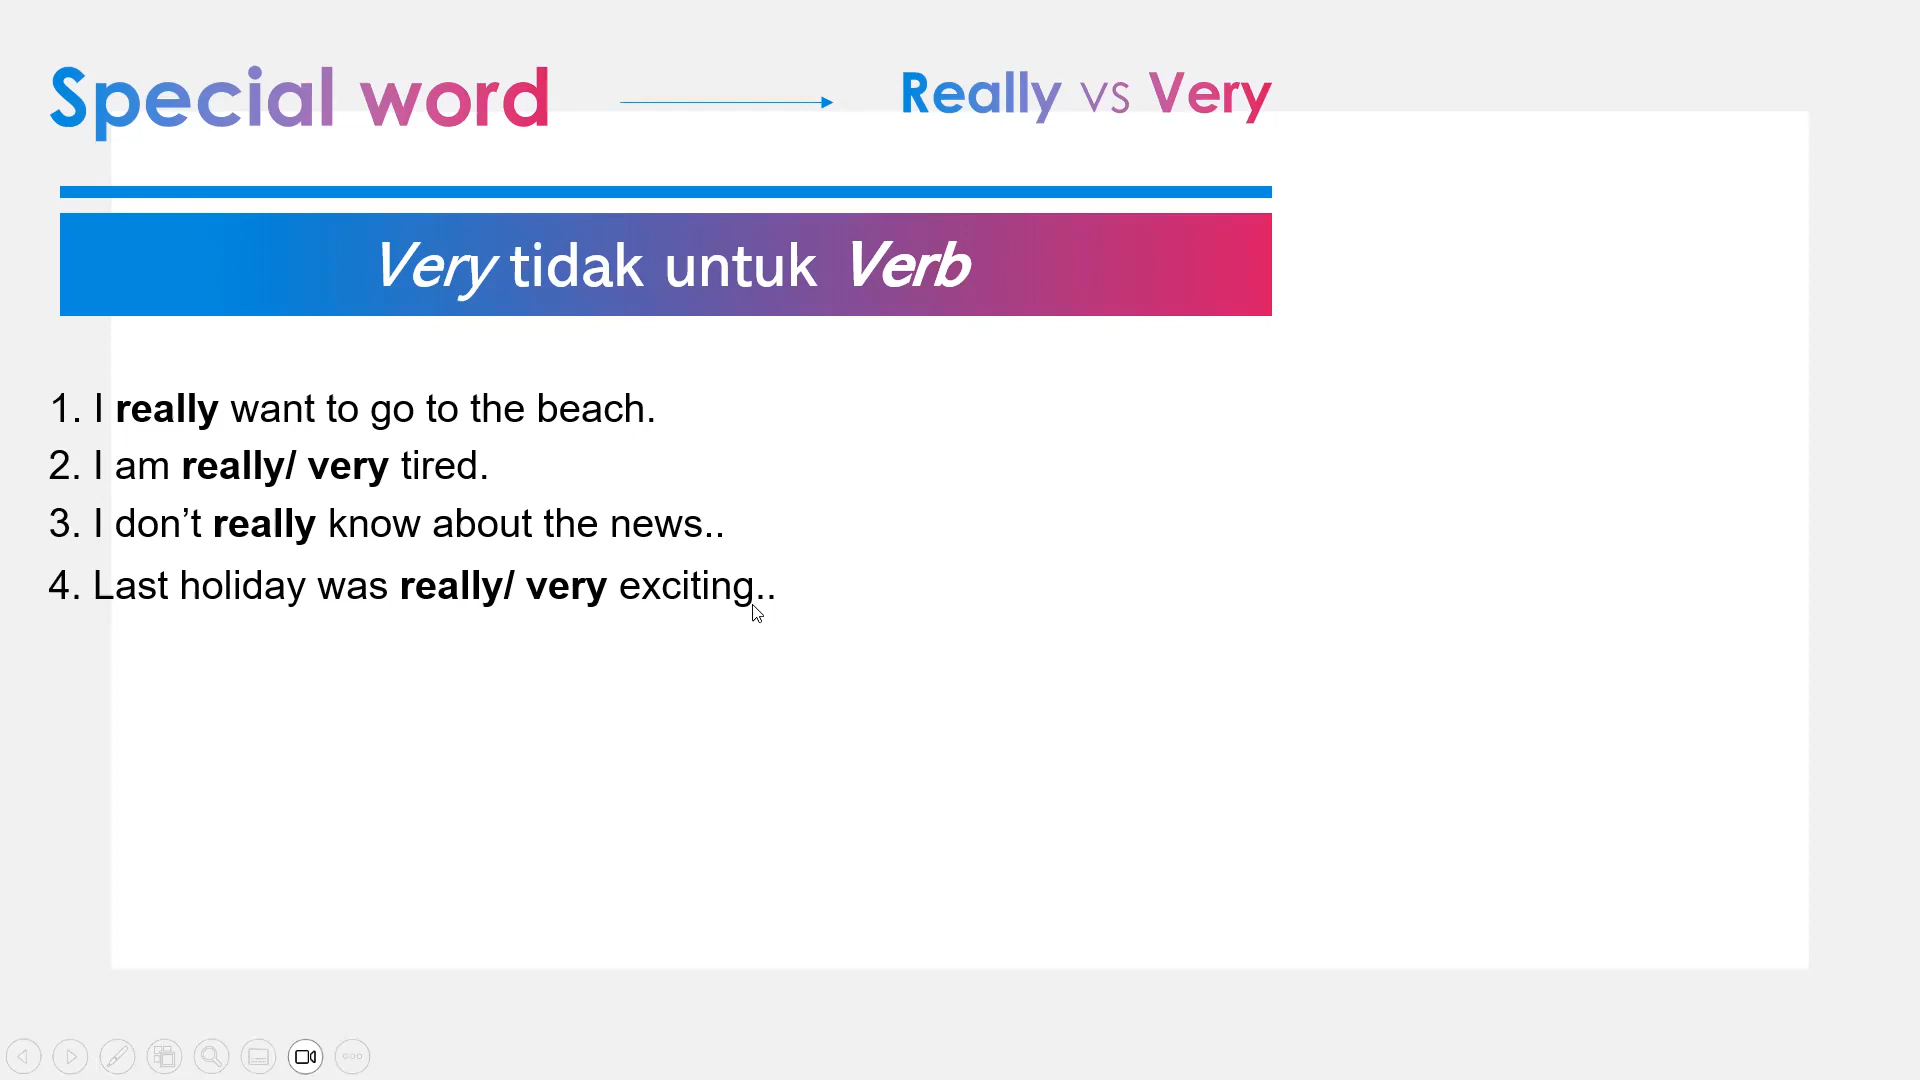 Special word
Really vs Very
Very tidak untuk Verb
1. I really want to go to the beach.
2. I am really/ very tired.
3. I don’t really know about the news..
4. Last holiday was really/ very exciting..